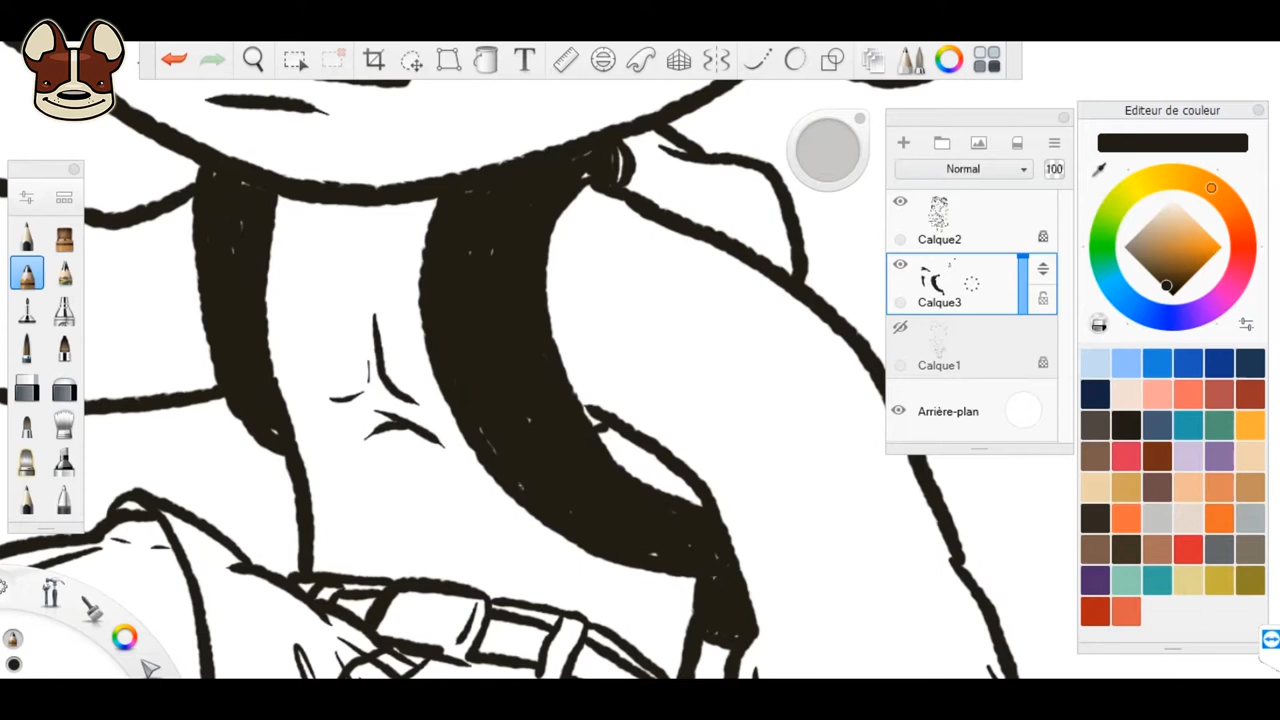 T
Editeur de couleur
Normal
100
Calque2
Calque3
Calque1
Arrière-plan